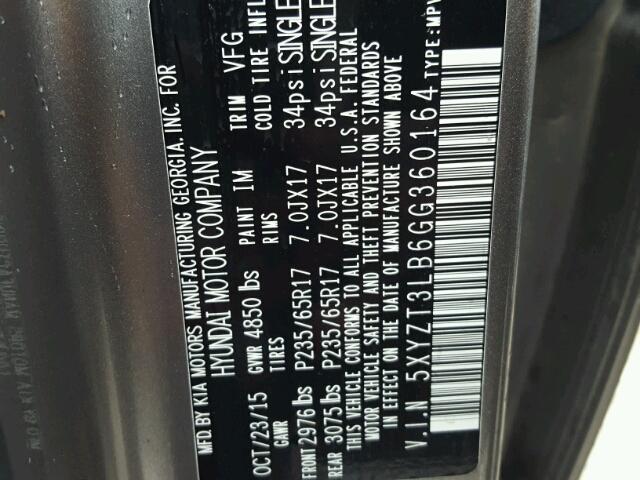 MFD.BY KIA MOTORS MANUFACTURING GEORGIA, INC. FOR
HYUNDAI MOTOR COMPANY
OCT/23/15 GVWR 4850 lbs PAINT IM TRIM VFG
GAWR RIMS COLD TIRE INFL
FRONT 2976 lbs P235/65R17 7.0JX17 34psi SINGLE
REAR 3075 lbs P235/65R17 7.0JX17 34psi SINGLE
THIS VEHICLE CONFORMS TO ALL APPLICABLE U.S.A. FEDERAL
MOTOR VEHICLE SAFETY AND THEFT PREVENTION STANDARDS
IN EFFECT ON THE DATE OF MANUFACTURE SHOWN ABOVE
V.I.N. 5XYZT3LB6GG360164 TYPE: MPV